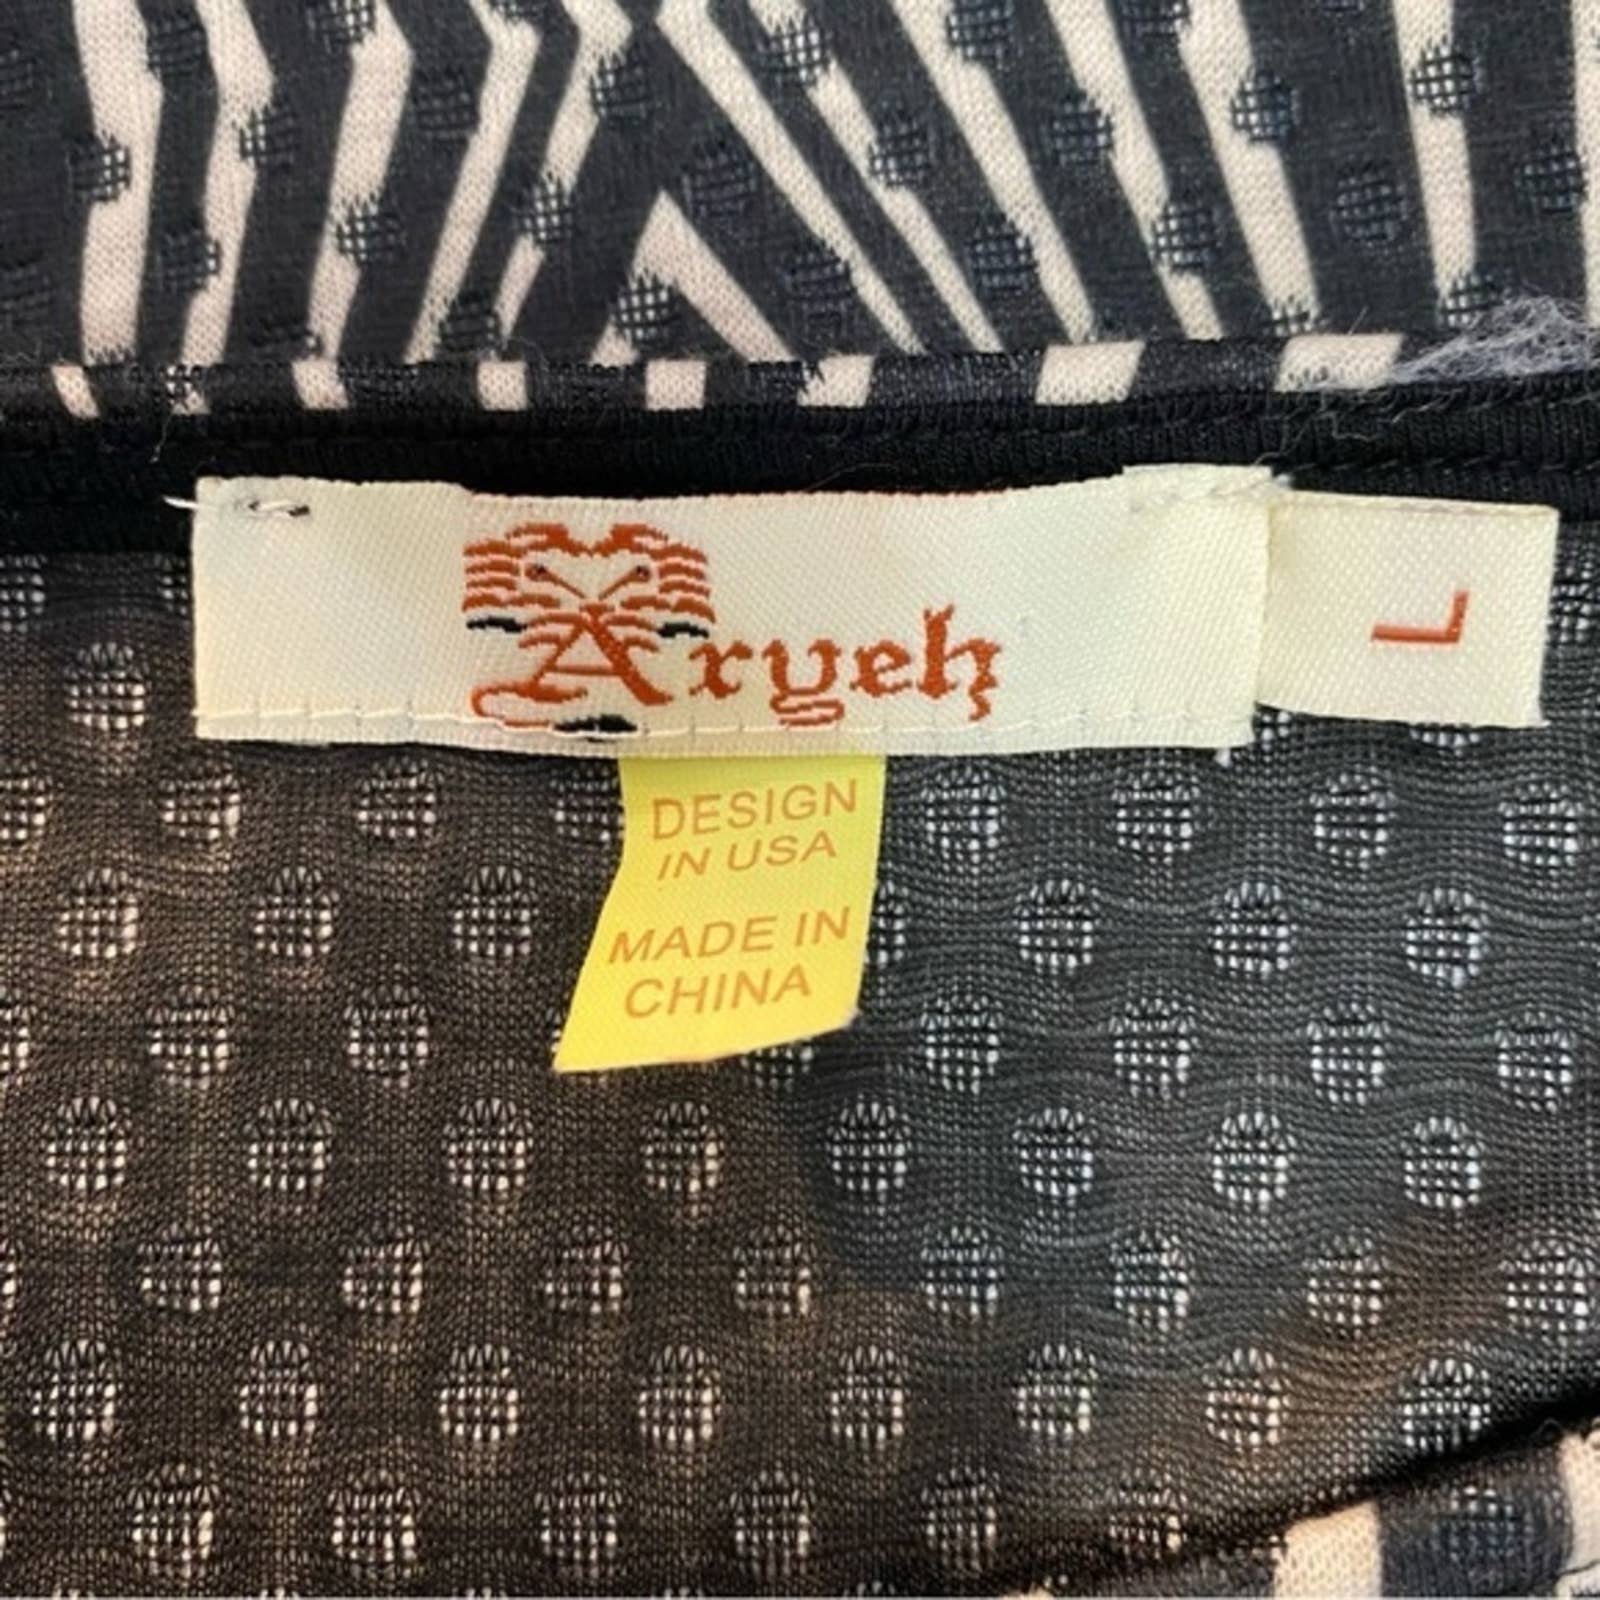 Aryeh
L
DESIGN
IN USA
MADE IN
CHINA